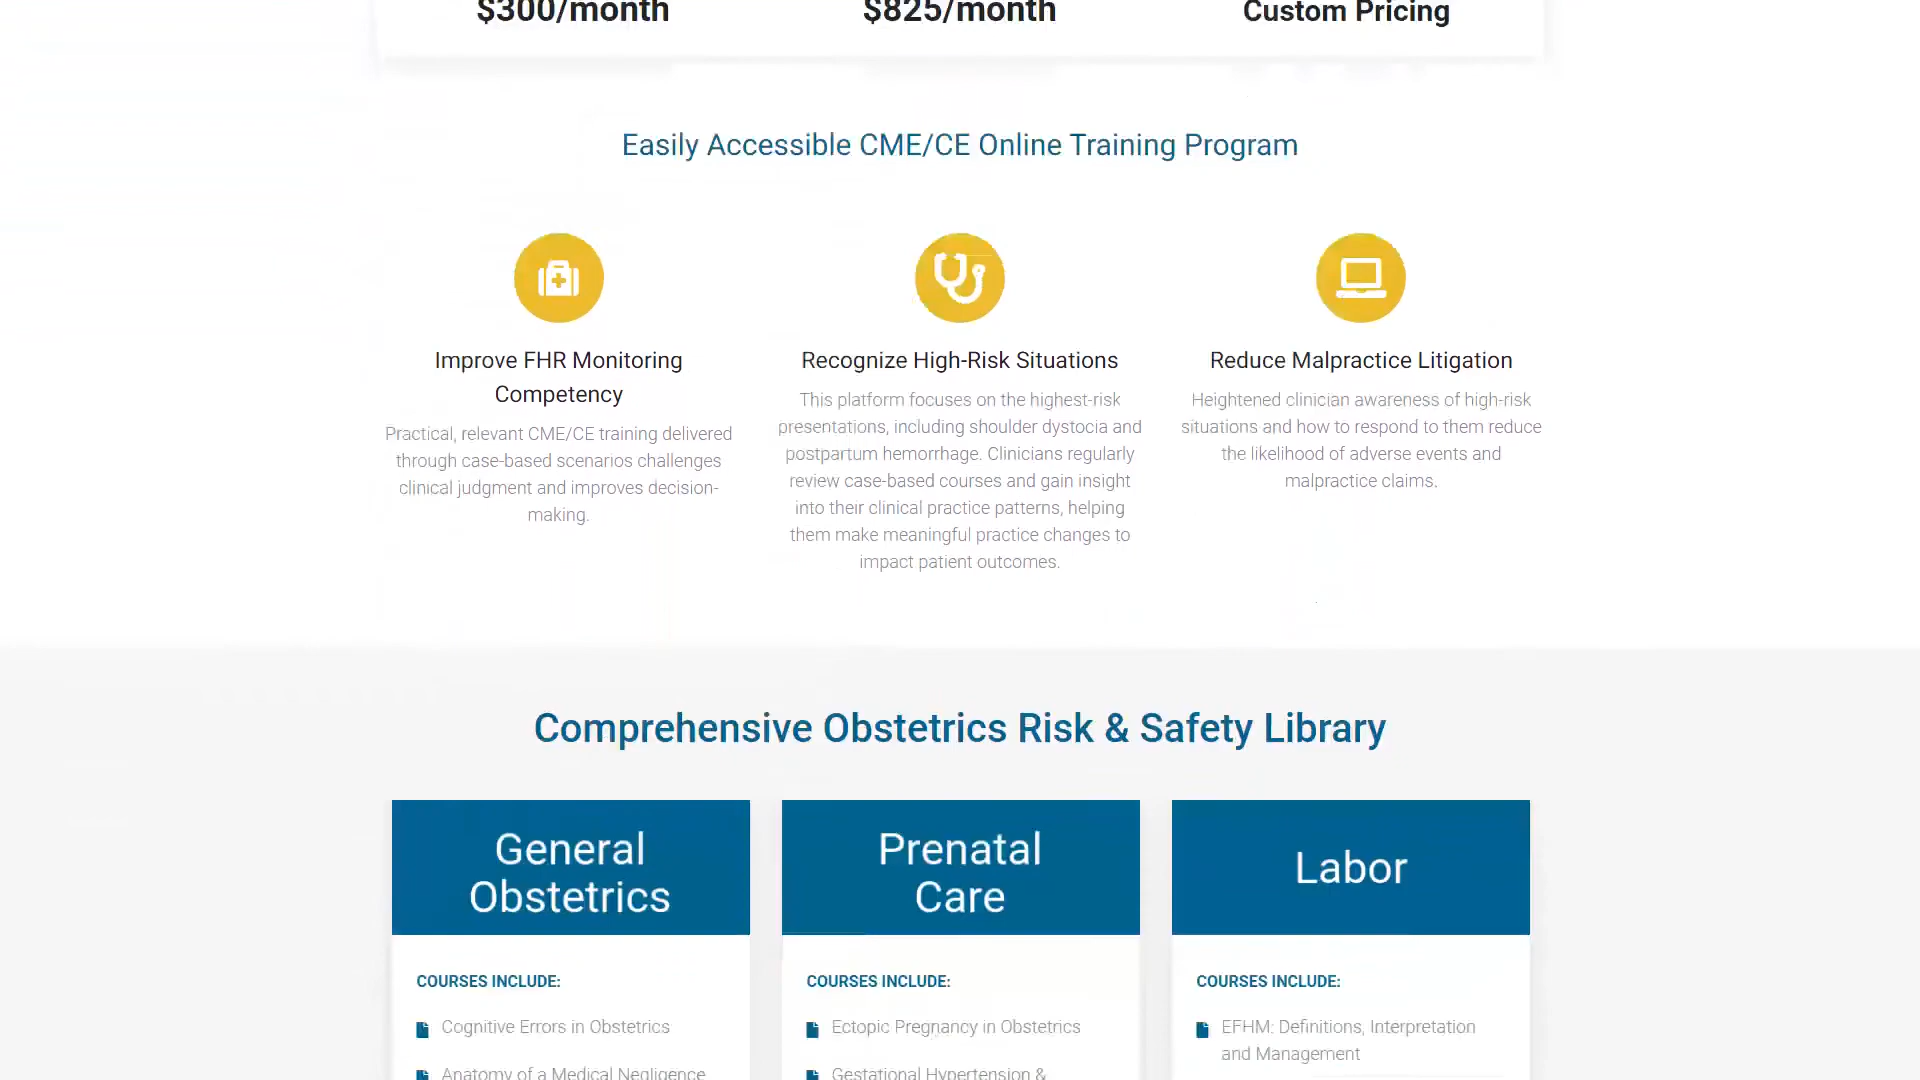 $300/month
$825/month
Custom Pricing
Easily Accessible CME/CE Online Training Program
Improve FHR Monitoring
Competency
Practical, relevant CME/CE training delivered
through case-based scenarios challenges
clinical judgment and improves decision-
making.
Recognize High-Risk Situations
This platform focuses on the highest-risk
presentations, including shoulder dystocia and
postpartum hemorrhage. Clinicians regularly
review case-based courses and gain insight
into their clinical practice patterns, helping
them make meaningful practice changes to
impact patient outcomes.
Reduce Malpractice Litigation
Heightened clinician awareness of high-risk
situations and how to respond to them reduce
the likelihood of adverse events and
malpractice claims.
Comprehensive Obstetrics Risk & Safety Library
General
Obstetrics
COURSES INCLUDE:
Cognitive Errors in Obstetrics
Anatomy of a Medical Negligence
Prenatal
Care
COURSES INCLUDE:
Ectopic Pregnancy in Obstetrics
Gestational Hypertension &
Labor
COURSES INCLUDE:
EFHM: Definitions, Interpretation
and Management